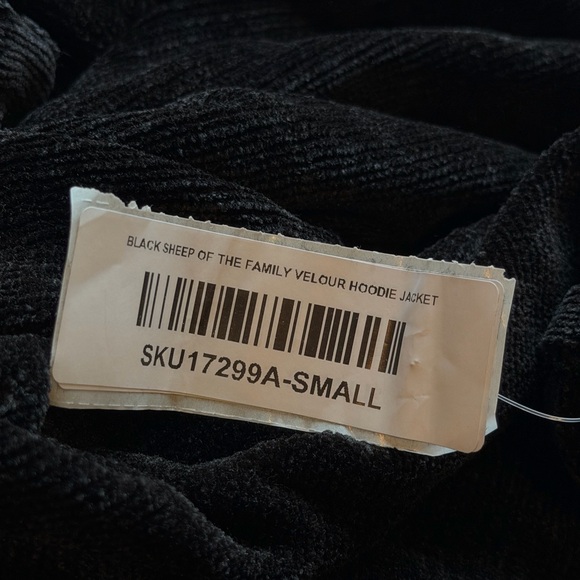 BLACK SHEEP OF THE FAMILY VELOUR HOODIE JACKET
SKU17299A-SMALL